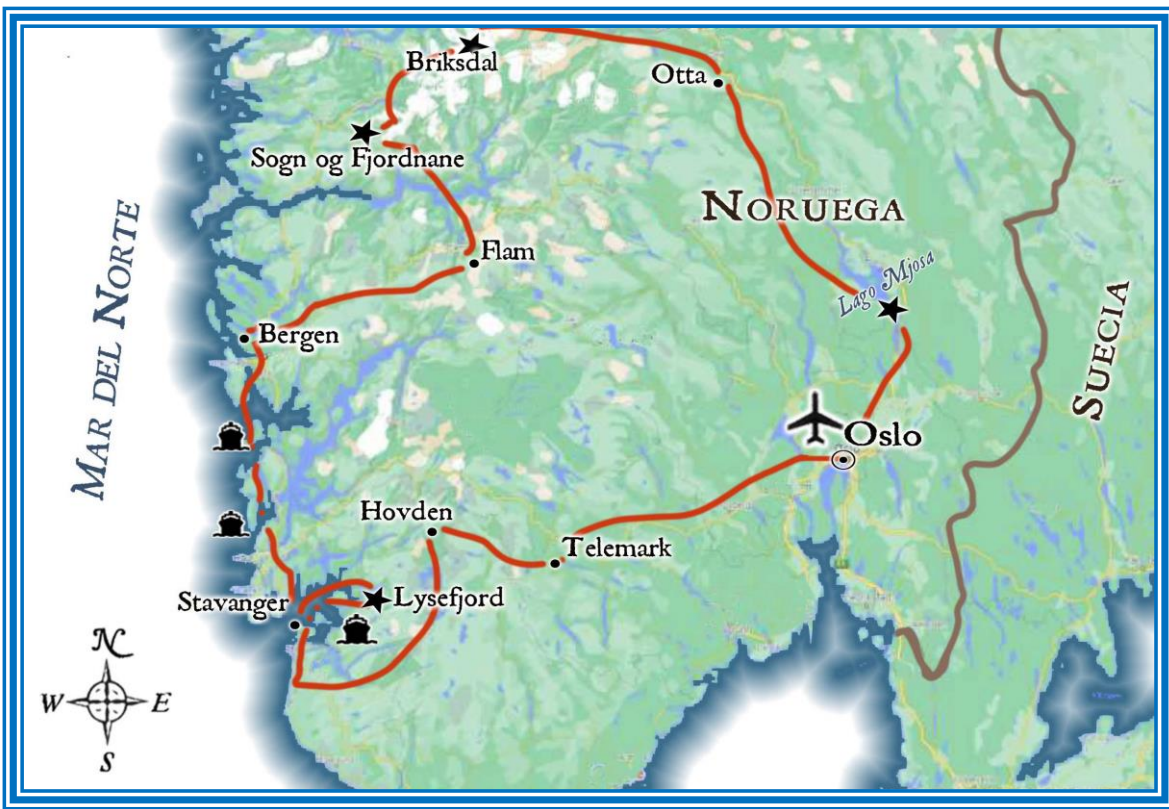 Briksdal
Otta
Sogn og Fjordnane
NORUEGA
MAR DEL NORTE
Flam
Lago Mjosa
SUECIA
Bergen
Oslo
Hovden
Telemark
Stavanger
Lysefjord
N
W
E
S